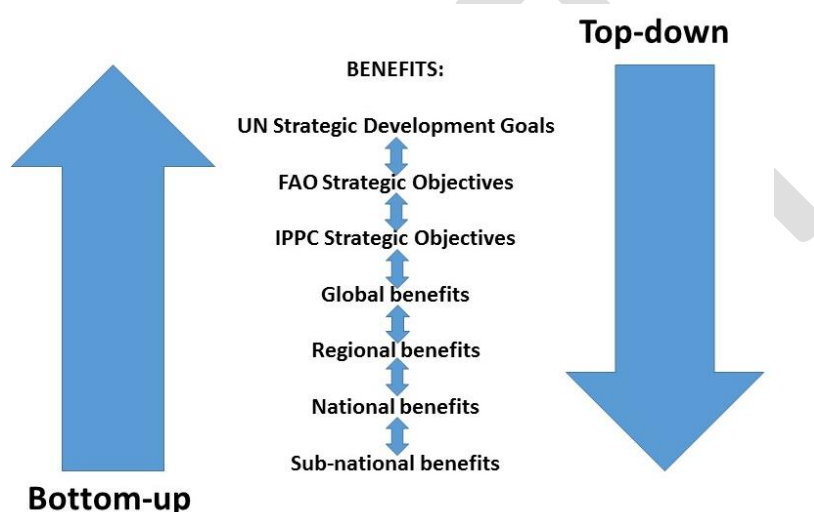 Top-down
BENEFITS:
UN Strategic Development Goals
FAO Strategic Objectives
IPPC Strategic Objectives
Global benefits
Regional benefits
National benefits
Sub-national benefits
Bottom-up